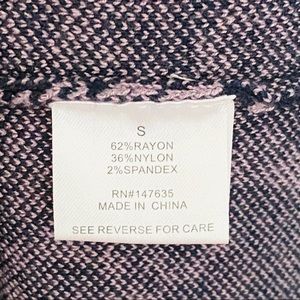 S
62%RAYON
36%NYLON
2%SPANDEX
RN#147635
MADE IN CHINA
SEE REVERSE FOR CARE